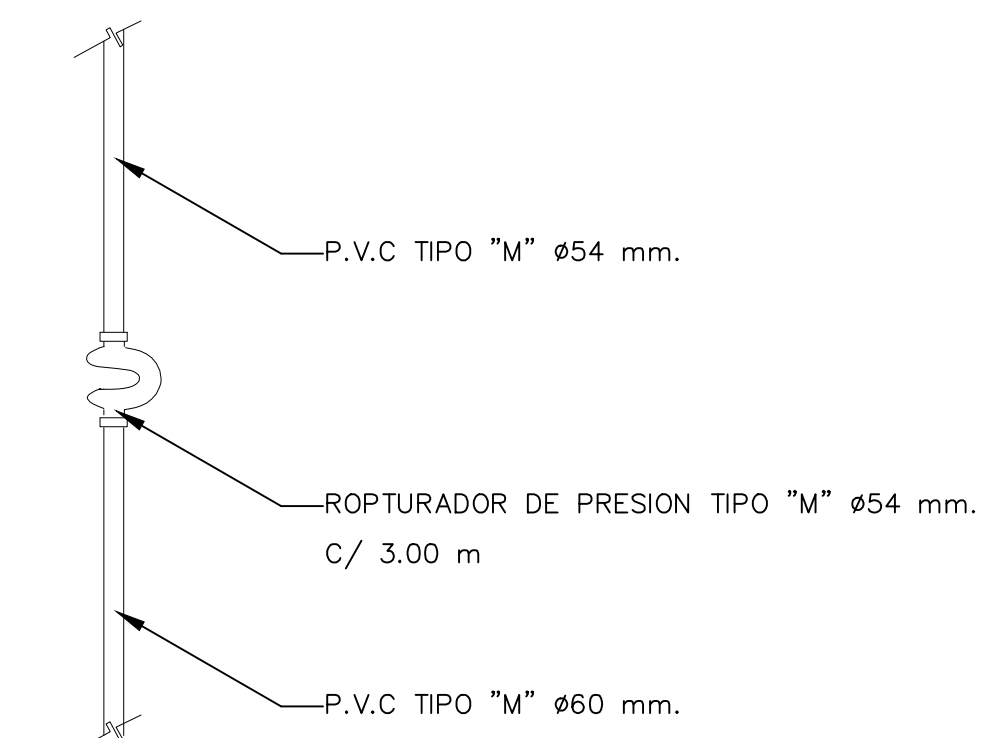 P.V.C TIPO "M" ø54 mm.
ROPTURADOR DE PRESION TIPO "M" ø54 mm.
C/ 3.00 m
P.V.C TIPO "M" ø60 mm.